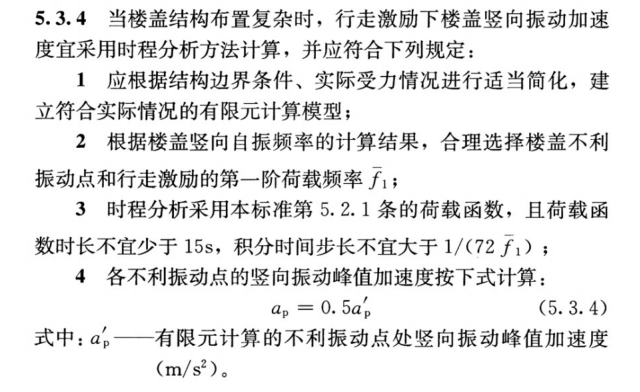 5.3.4 当楼盖结构布置复杂时，行走激励下楼盖竖向振动加速
度宜采用时程分析方法计算，并应符合下列规定：
1 应根据结构边界条件、实际受力情况进行适当简化，建
立符合实际情况的有限元计算模型；
2 根据楼盖竖向自振频率的计算结果，合理选择楼盖不利
振动点和行走激励的第一阶荷载频率 f̄₁；
3 时程分析采用本标准第 5.2.1 条的荷载函数，且荷载函
数时长不宜少于 15s，积分时间步长不宜大于 1/(72 f̄₁)；
4 各不利振动点的竖向振动峰值加速度按下式计算：
aₚ = 0.5a′ₚ (5.3.4)
式中：a′ₚ——有限元计算的不利振动点处竖向振动峰值加速度
(m/s²)。